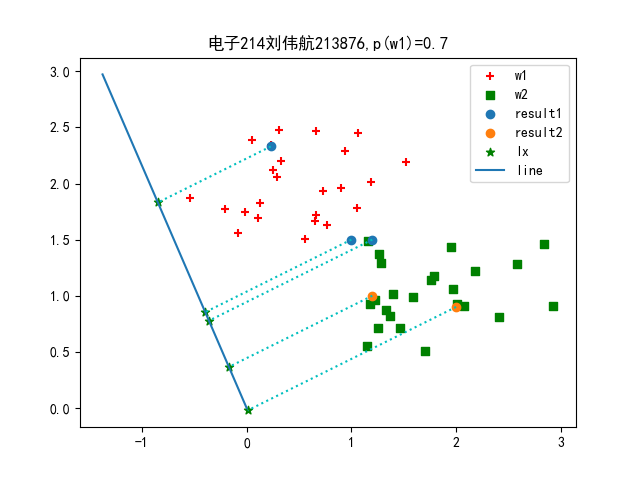 电子214刘伟航213876,p(w1)=0.7
w1
w2
result1
result2
lx
line
3.0
2.5
2.0
1.5
1.0
0.5
0.0
-1 0 1 2 3